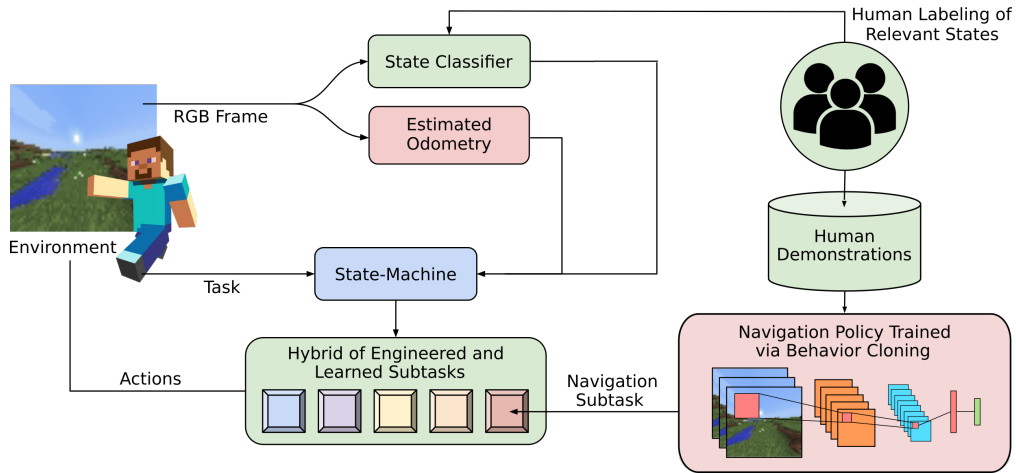 Human Labeling of
Relevant States
State Classifier
RGB Frame
Estimated
Odometry
Human
Demonstrations
Environment
State-Machine
Task
Navigation Policy Trained
via Behavior Cloning
Hybrid of Engineered and
Learned Subtasks
Actions
Navigation
Subtask